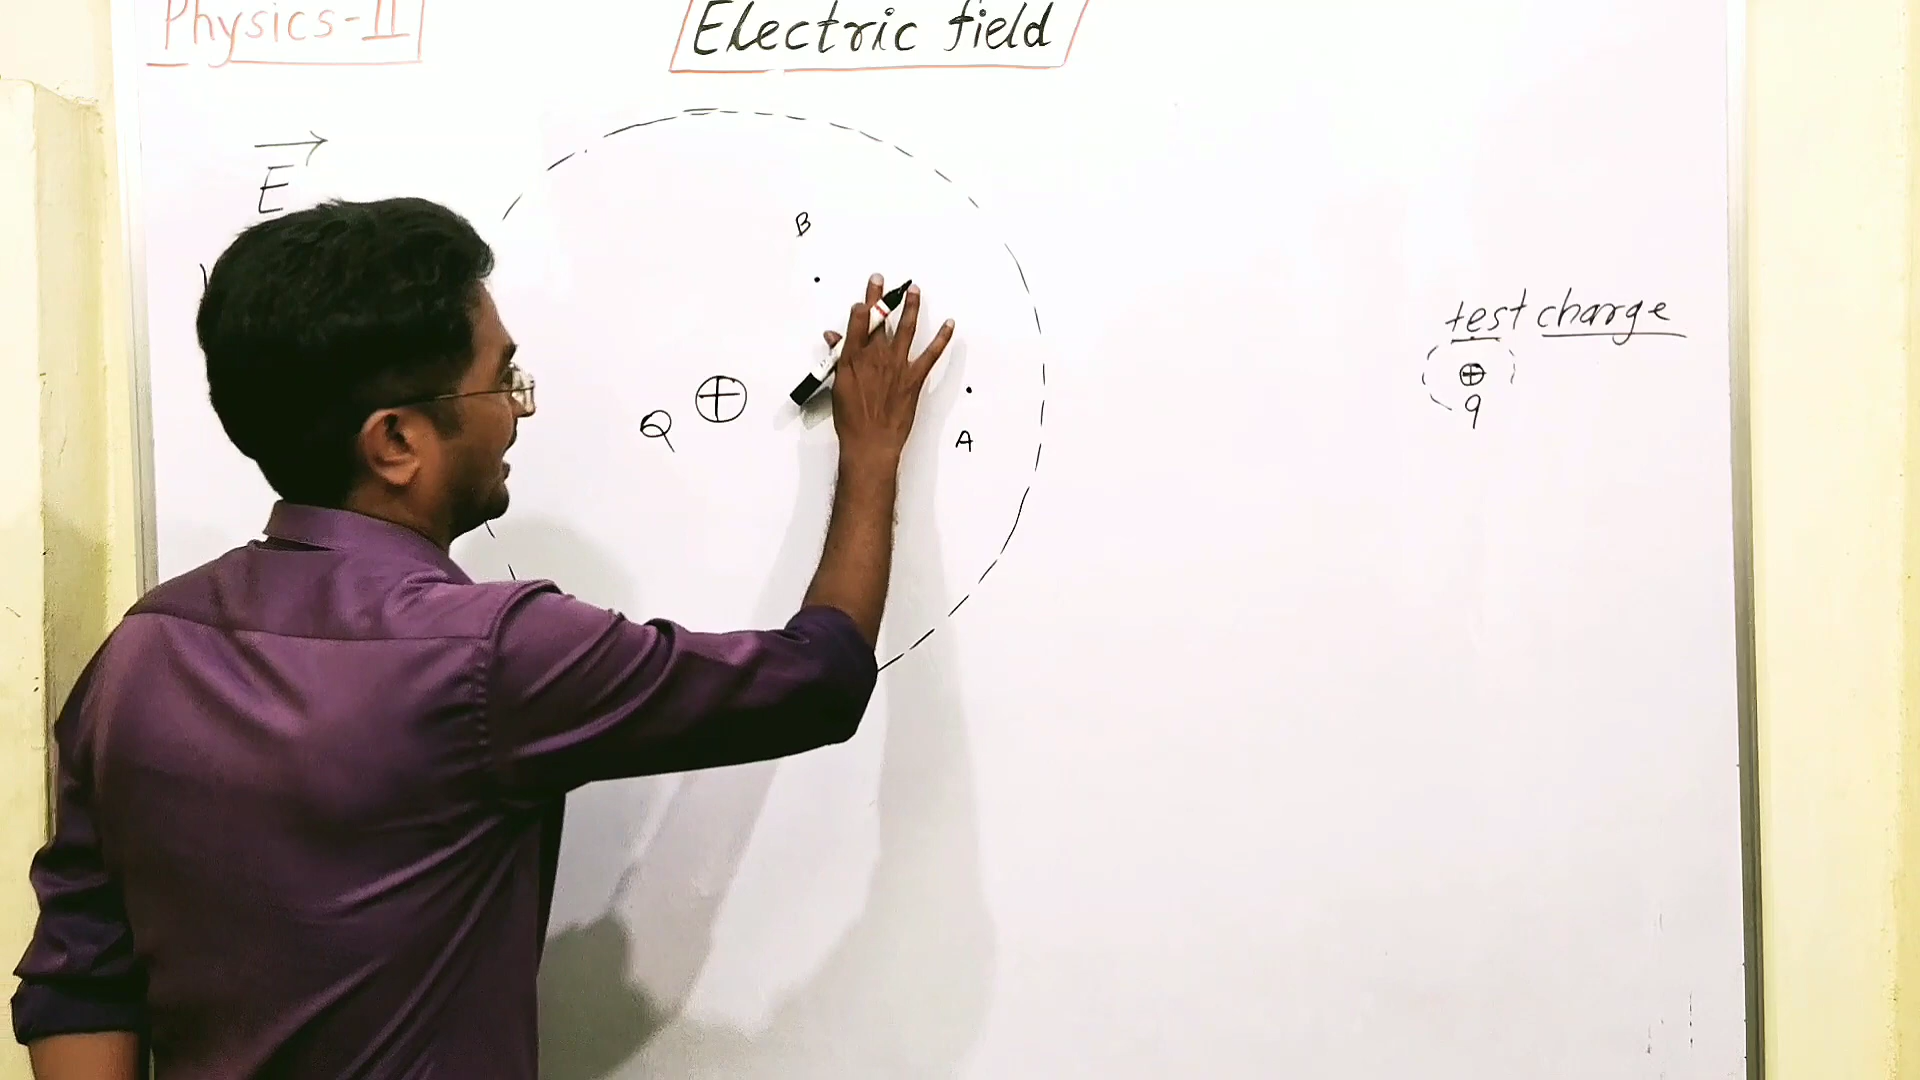 Physics-II
Electric field
E
B
test charge
q
Q
A